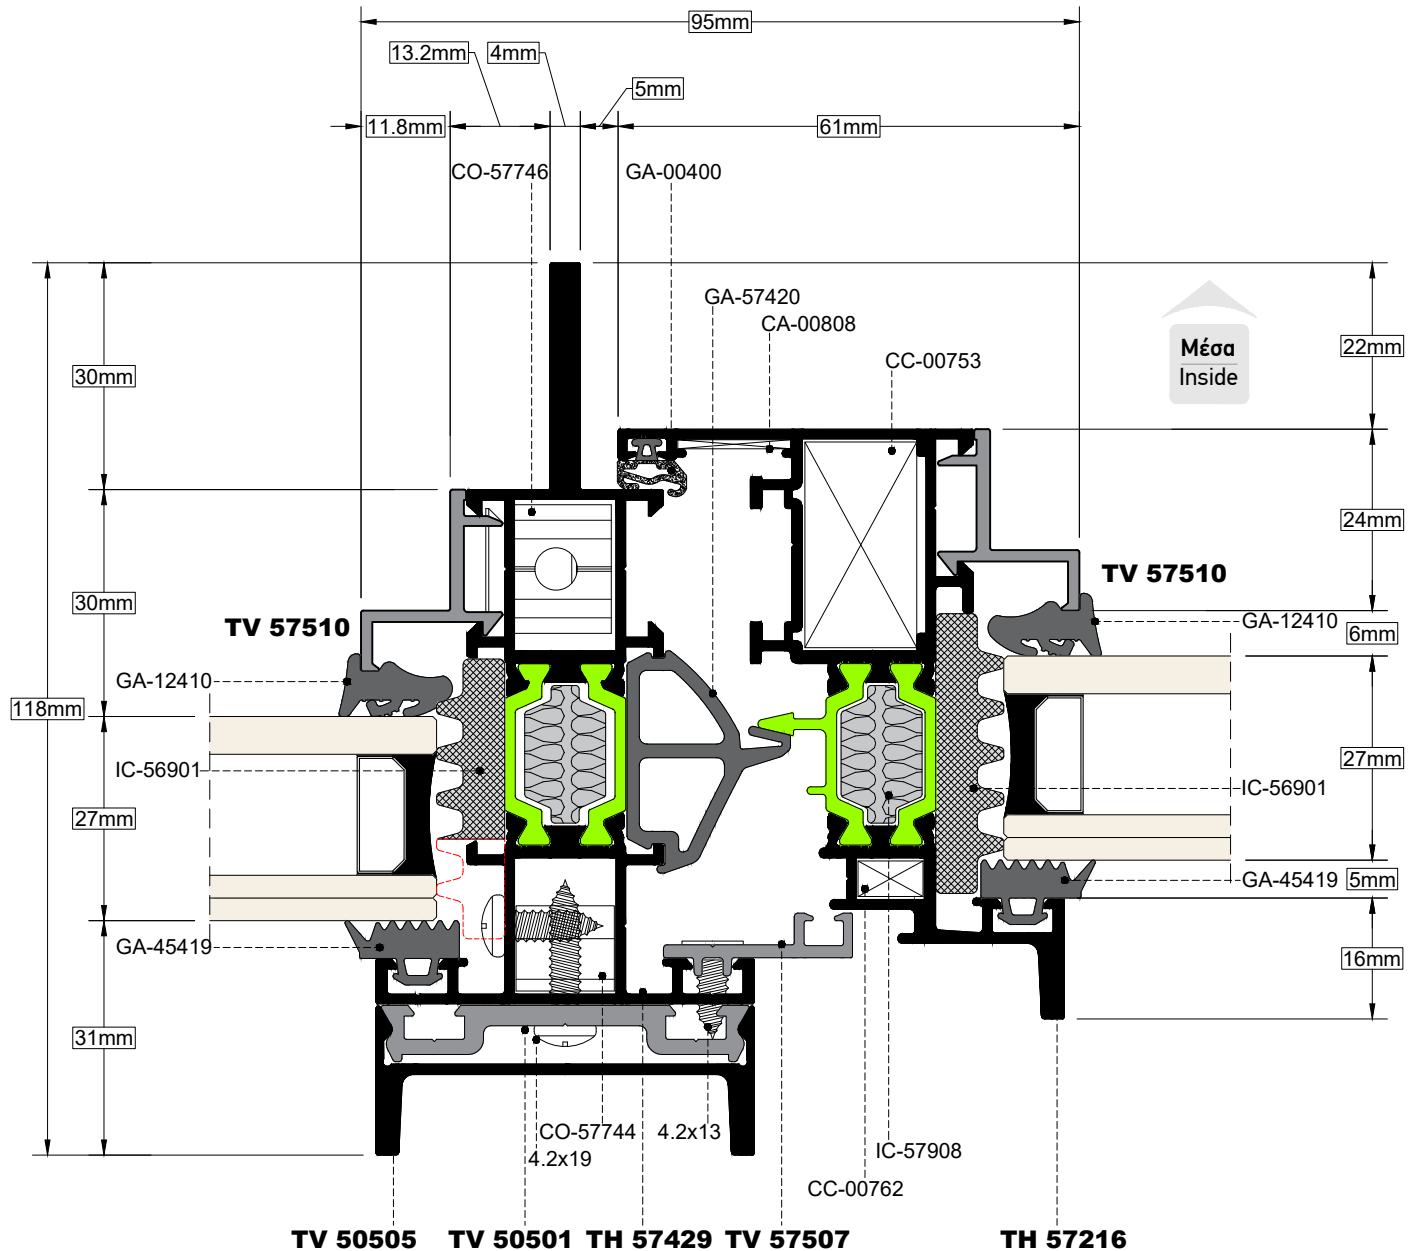 95mm
13.2mm
4mm
5mm
11.8mm
61mm
CO-57746
GA-00400
GA-57420
CA-00808
CC-00753
Μέσα
Inside
22mm
30mm
24mm
TV 57510
TV 57510
30mm
GA-12410
6mm
GA-12410
118mm
IC-56901
27mm
IC-56901
27mm
GA-45419
5mm
GA-45419
16mm
31mm
CO-57744
4.2x13
4.2x19
IC-57908
CC-00762
TV 50505
TV 50501
TH 57429
TV 57507
TH 57216